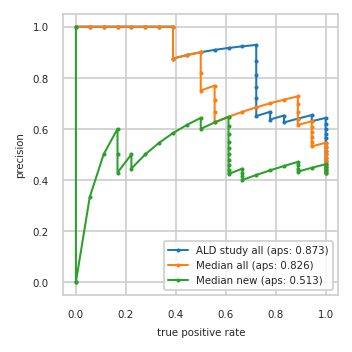 1.0
0.8
0.6
0.4
0.2
0.0
precision
0.0 0.2 0.4 0.6 0.8 1.0
true positive rate
ALD study all (aps: 0.873)
Median all (aps: 0.826)
Median new (aps: 0.513)